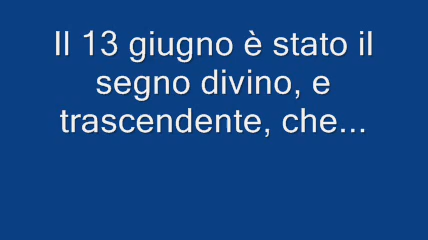 Il 13 giugno è stato il
segno divino, e
trascendente, che...